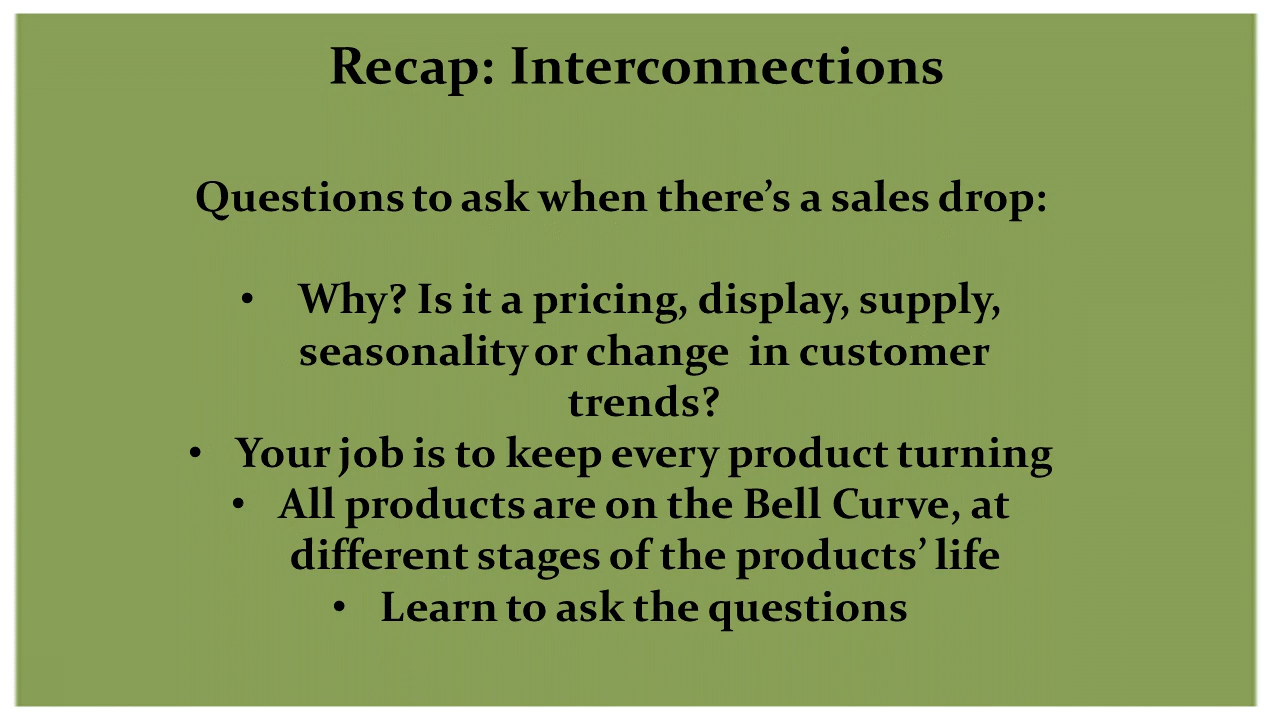 Recap: Interconnections
Questions to ask when there’s a sales drop:
• Why? Is it a pricing, display, supply,
seasonality or change in customer
trends?
• Your job is to keep every product turning
• All products are on the Bell Curve, at
different stages of the products’ life
• Learn to ask the questions